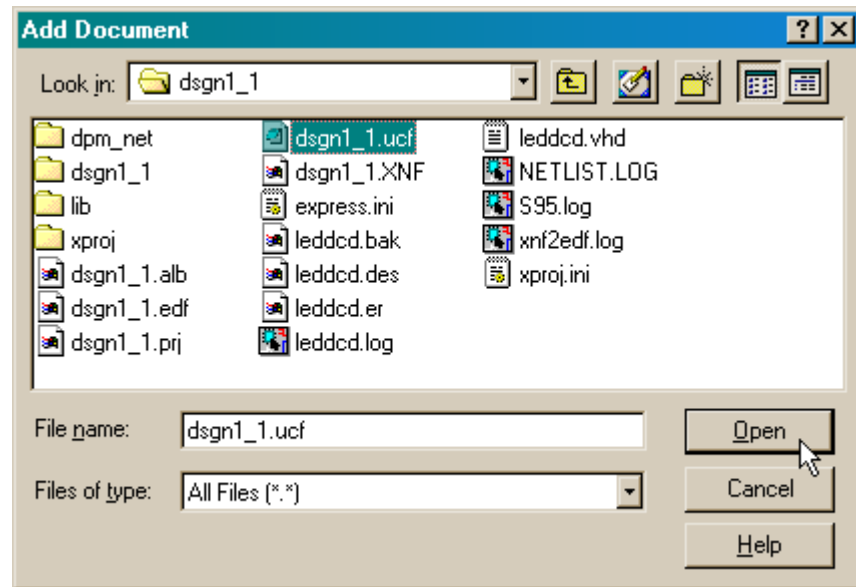 Add Document
Look in: dsgn1_1
dpm_net
dsgn1_1
lib
xproj
dsgn1_1.alb
dsgn1_1.edf
dsgn1_1.prj
dsgn1_1.ucf
dsgn1_1.XNF
express.ini
leddcd.bak
leddcd.des
leddcd.er
leddcd.log
leddcd.vhd
NETLIST.LOG
S95.log
xnf2edf.log
xproj.ini
File name: dsgn1_1.ucf Open
Files of type: All Files (*.*) Cancel
Help